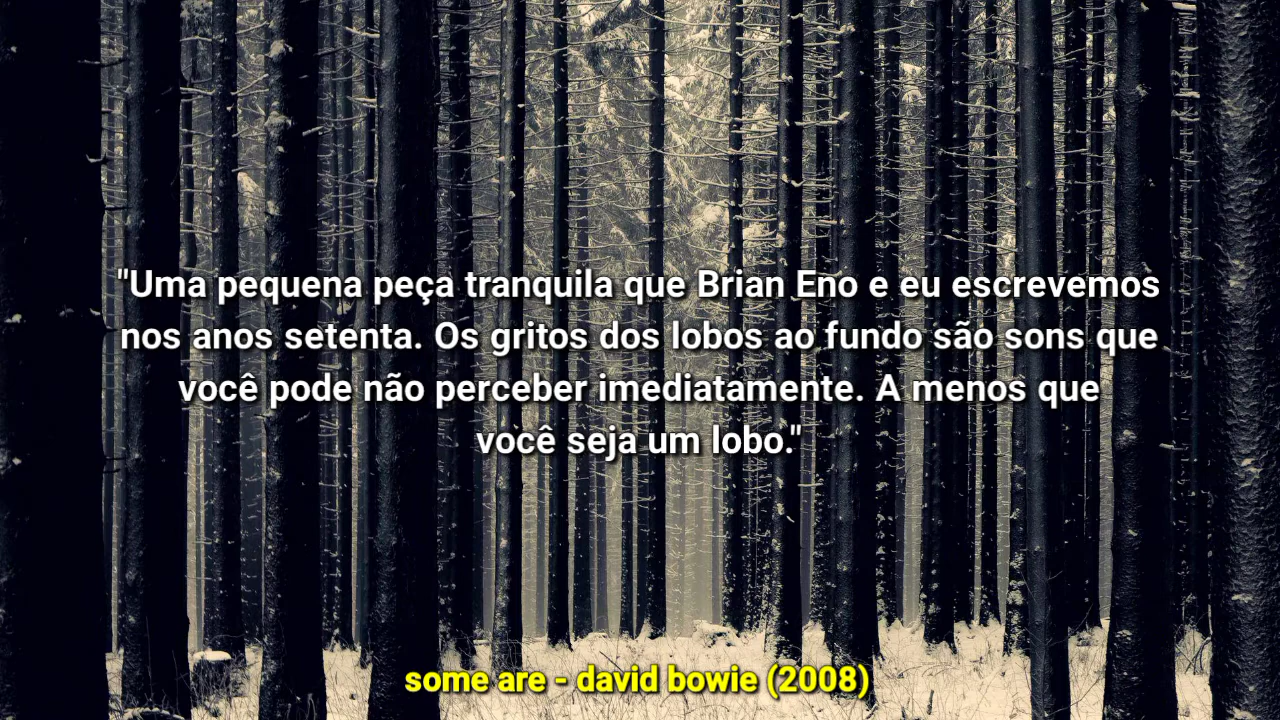 "Uma pequena peça tranquila que Brian Eno e eu escrevemos
nos anos setenta. Os gritos dos lobos ao fundo são sons que
você pode não perceber imediatamente. A menos que
você seja um lobo."
some are - david bowie (2008)